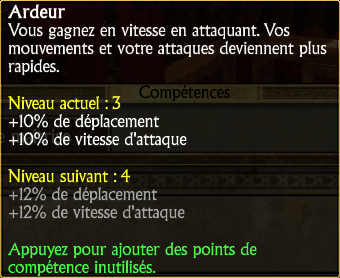 Ardeur
Vous gagnez en vitesse en attaquant. Vos
mouvements et votre attaques deviennent plus
rapides.
Compétences
Niveau actuel : 3
+10% de déplacement
+10% de vitesse d'attaque
Niveau suivant : 4
+12% de déplacement
+12% de vitesse d'attaque
Appuyez pour ajouter des points de
compétence inutilisés.